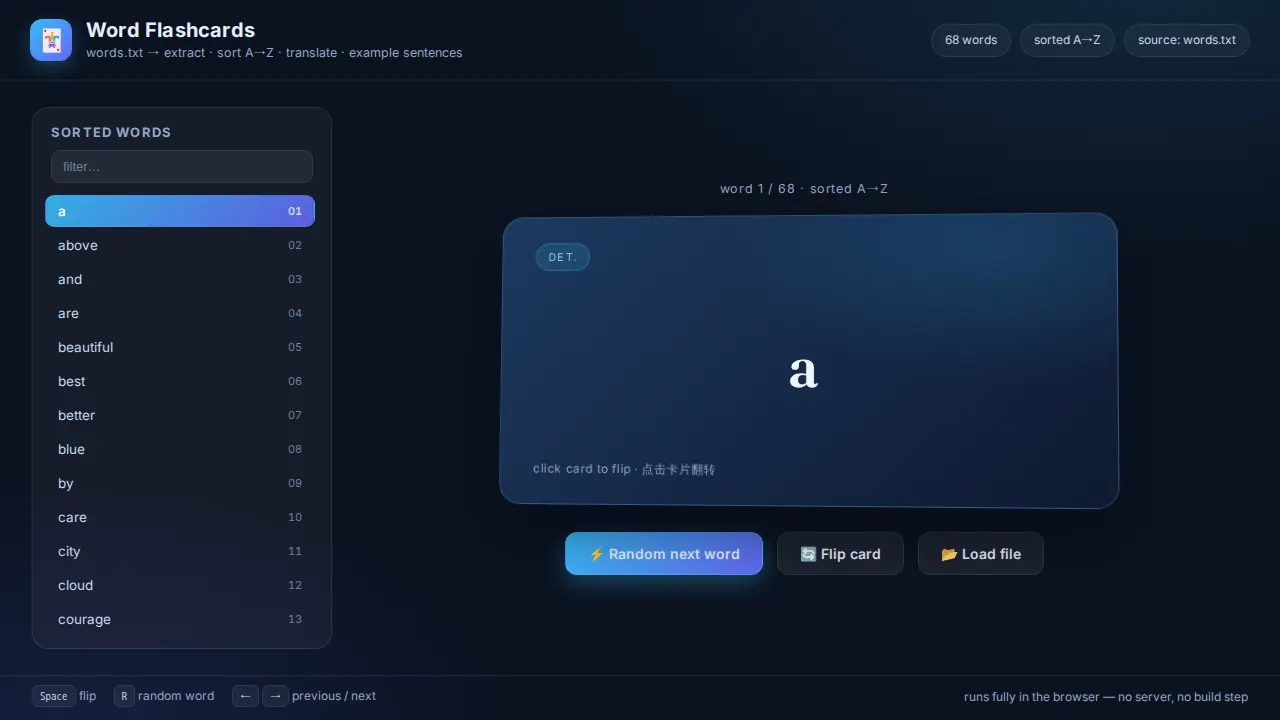 Word Flashcards
words.txt → extract · sort A→Z · translate · example sentences
68 words
sorted A→Z
source: words.txt
SORTED WORDS
filter...
a 01
above 02
and 03
are 04
beautiful 05
best 06
better 07
blue 08
by 09
care 10
city 11
cloud 12
courage 13
word 1 / 68 · sorted A→Z
DET.
a
click card to flip · 点击卡片翻转
⚡ Random next word
🔄 Flip card
📂 Load file
Space flip R random word ← → previous / next
runs fully in the browser — no server, no build step